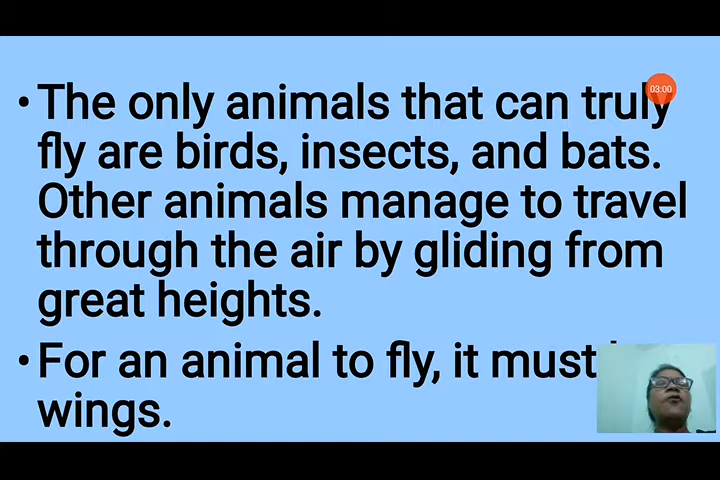 • The only animals that can truly
fly are birds, insects, and bats.
Other animals manage to travel
through the air by gliding from
great heights.
• For an animal to fly, it must
wings.
03:00